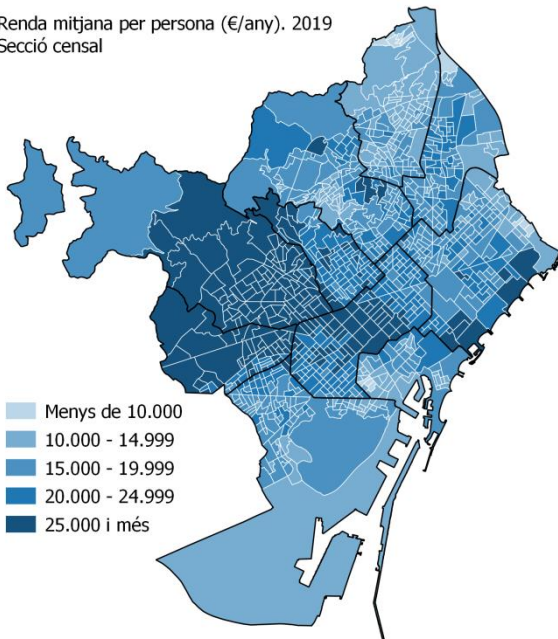 Renda mitjana per persona (€/any). 2019
Secció censal
Menys de 10.000
10.000 - 14.999
15.000 - 19.999
20.000 - 24.999
25.000 i més